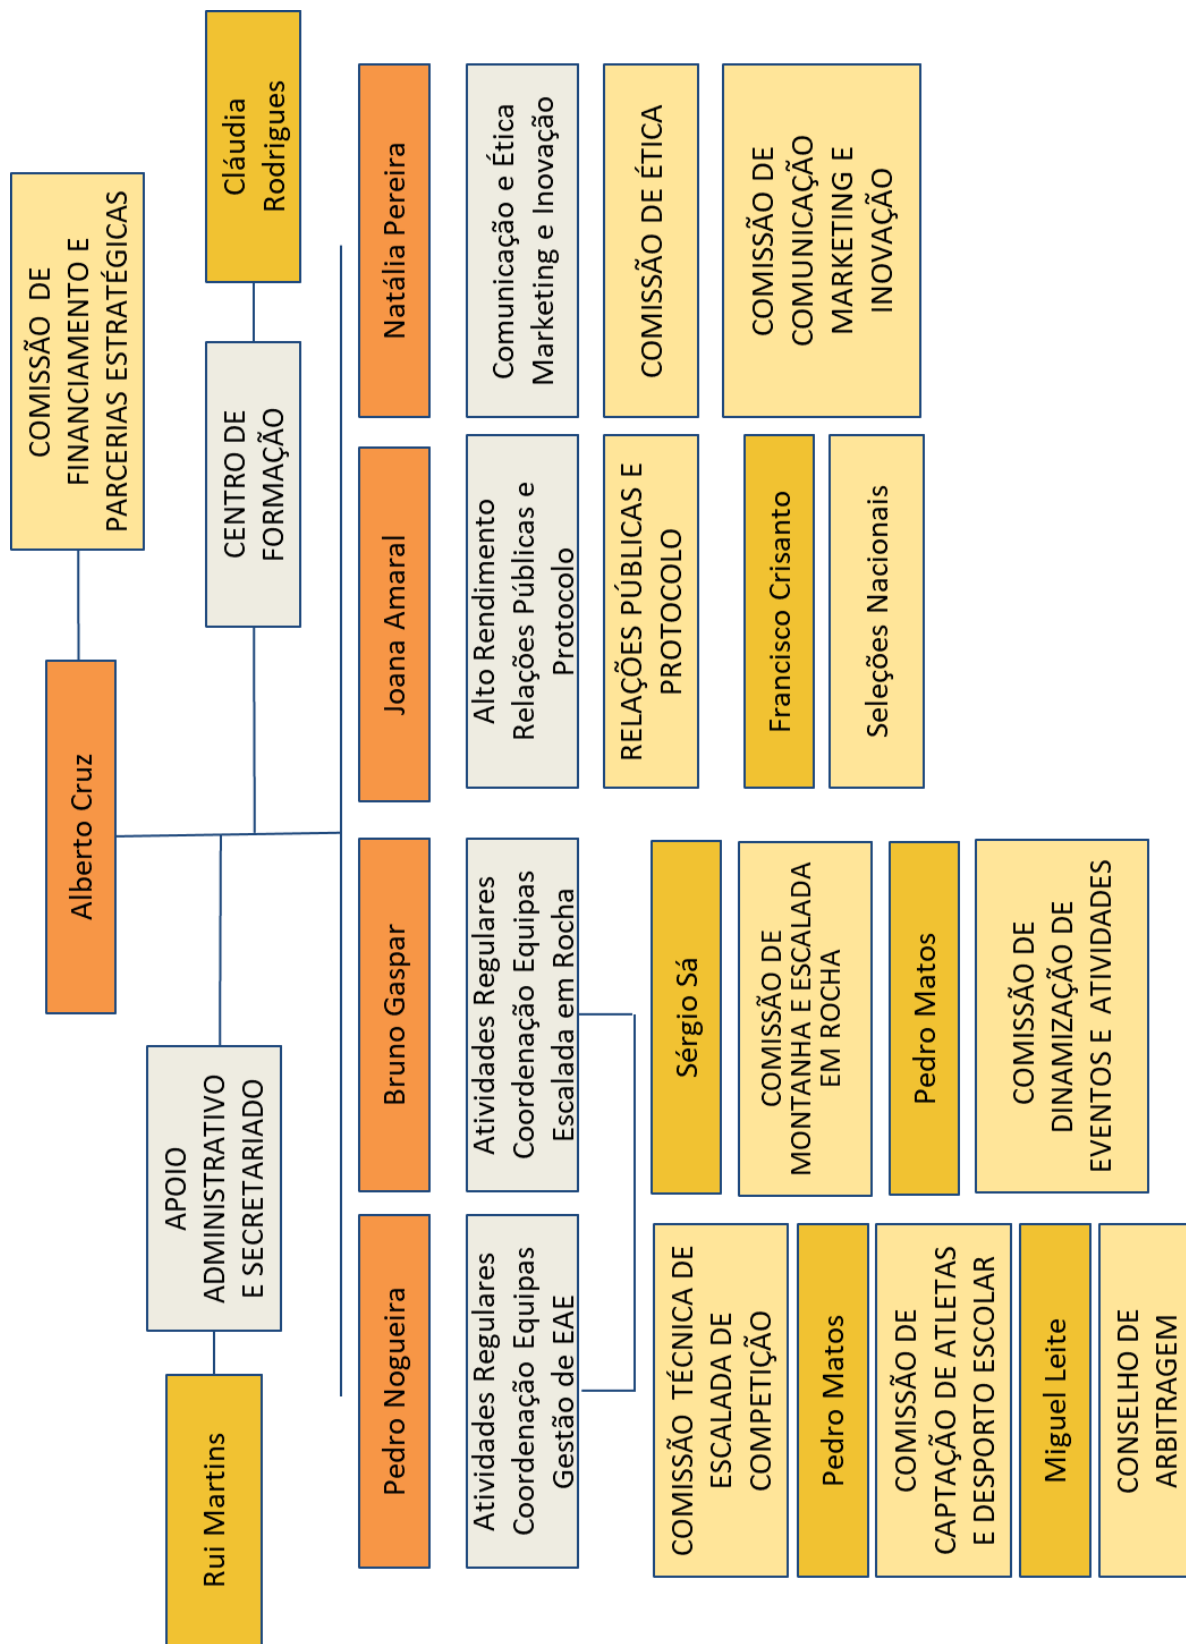 COMISSÃO DE
FINANCIAMENTO E
PARCERIAS ESTRATÉGICAS
Alberto Cruz
APOIO
ADMINISTRATIVO
E SECRETARIADO
Rui Martins
CENTRO DE
FORMAÇÃO
Cláudia
Rodrigues
Pedro Nogueira
Atividades Regulares
Coordenação Equipas
Gestão de EAE
Bruno Gaspar
Atividades Regulares
Coordenação Equipas
Escalada em Rocha
Joana Amaral
Alto Rendimento
Relações Públicas e
Protocolo
Natália Pereira
Comunicação e Ética
Marketing e Inovação
COMISSÃO TÉCNICA DE
ESCALADA DE
COMPETIÇÃO
Pedro Matos
COMISSÃO DE
CAPTAÇÃO DE ATLETAS
E DESPORTO ESCOLAR
Miguel Leite
CONSELHO DE
ARBITRAGEM
Sérgio Sá
COMISSÃO DE
MONTANHA E ESCALADA
EM ROCHA
Pedro Matos
COMISSÃO DE
DINAMIZAÇÃO DE
EVENTOS E ATIVIDADES
RELAÇÕES PÚBLICAS E
PROTOCOLO
Francisco Crisanto
Seleções Nacionais
COMISSÃO DE ÉTICA
COMISSÃO DE
COMUNICAÇÃO
MARKETING E
INOVAÇÃO